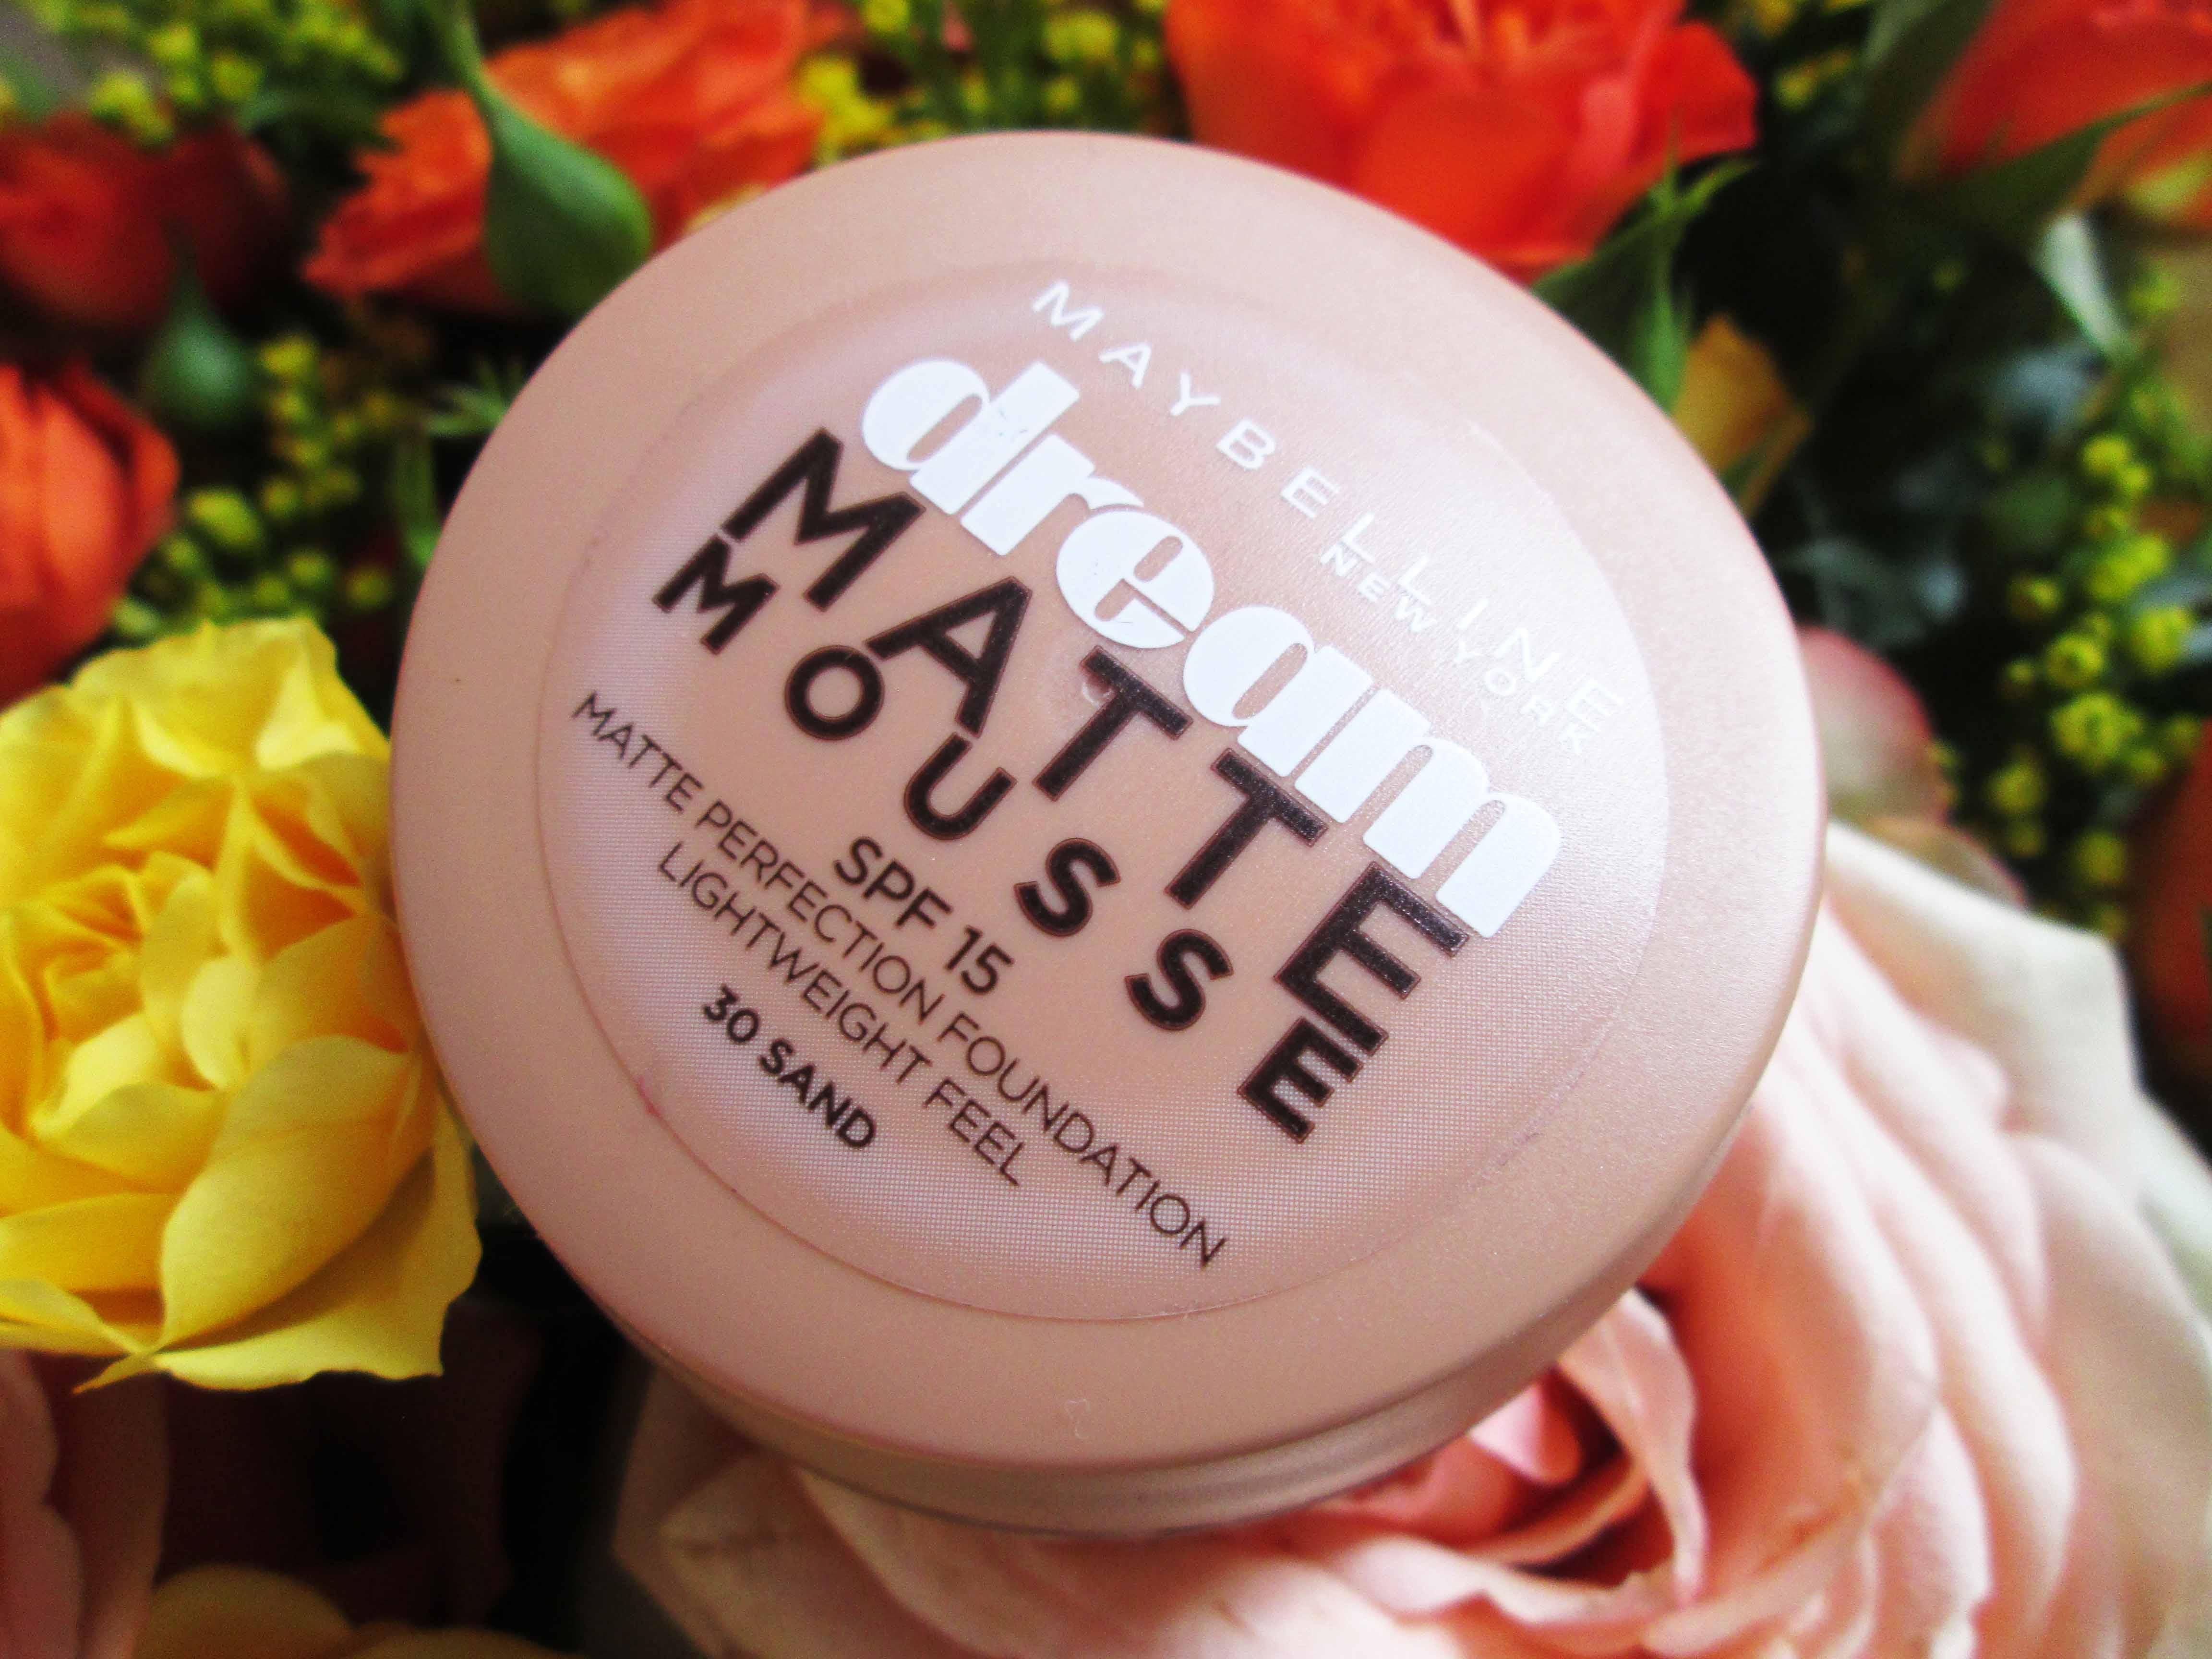 MAYBELLINE
NEW YORK
dream
MATTE
MOUSSE
SPF 15
MATTE PERFECTION FOUNDATION
LIGHTWEIGHT FEEL
30 SAND